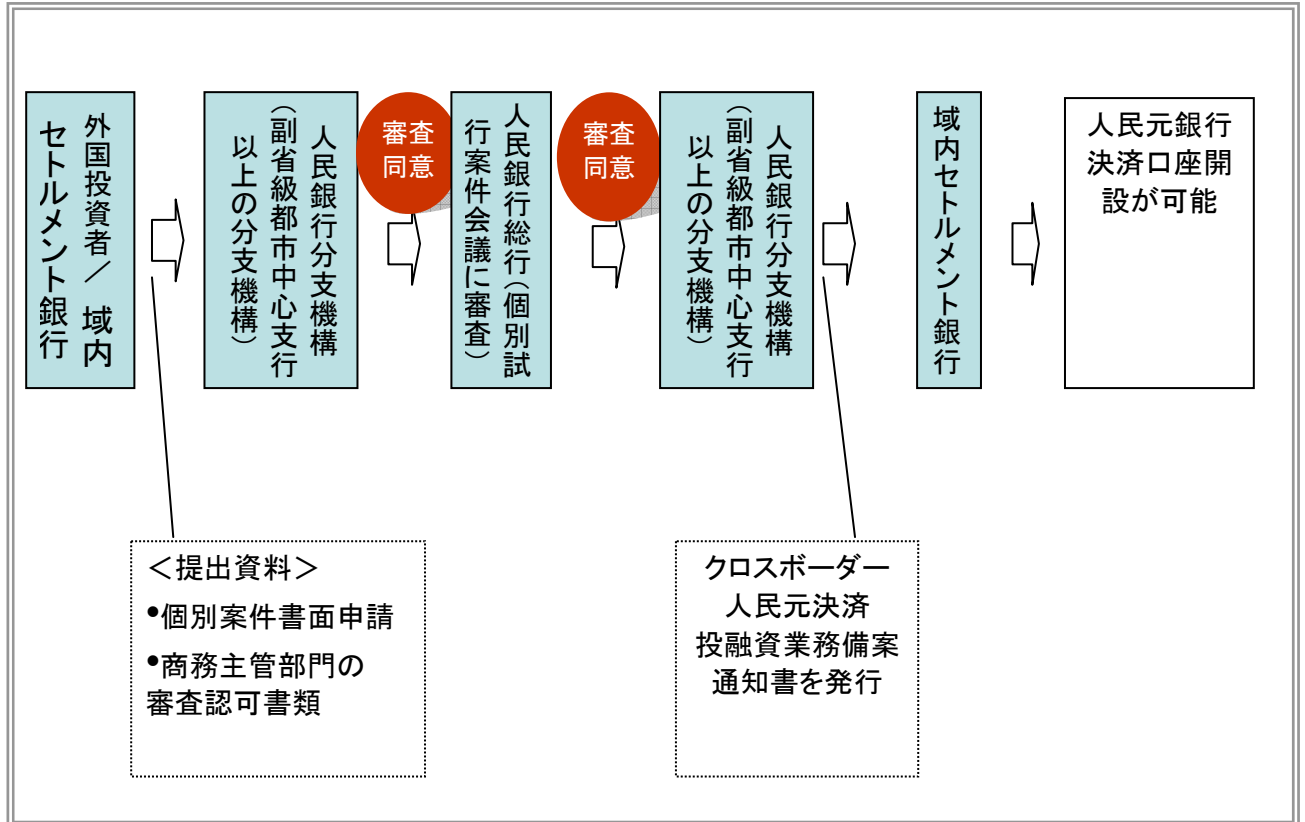 外国投資者／ 域内
セトルメント銀行
人民銀行分支機構
（副省級都市中心支行
以上の分支機構）
審査
同意
人民銀行総行（個別試
行案件会議に審査）
審査
同意
人民銀行分支機構
（副省級都市中心支行
以上の分支機構）
域内セトルメント銀行
人民元銀行
決済口座開
設が可能
＜提出資料＞
•個別案件書面申請
•商務主管部門の
審査認可書類
クロスボーダー
人民元決済
投融資業務備案
通知書を発行